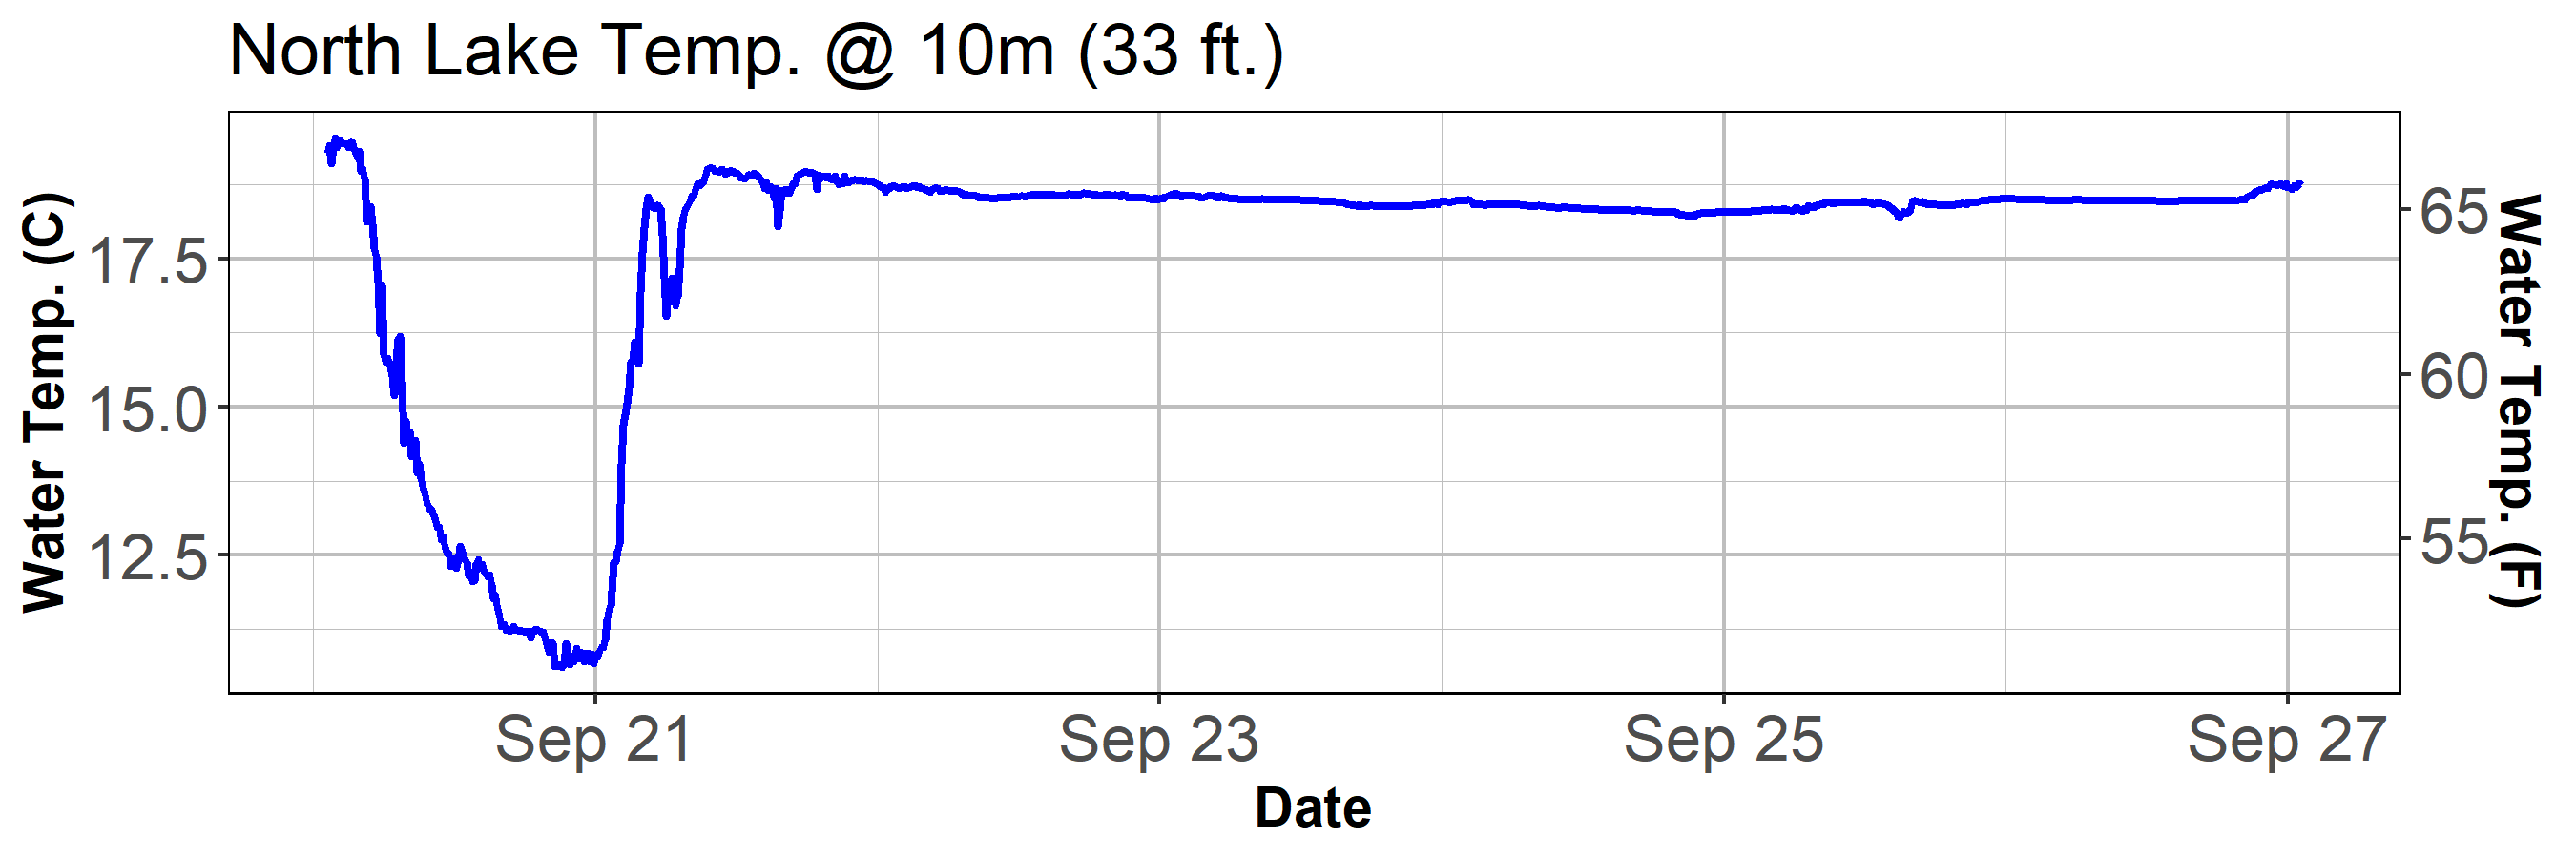 North Lake Temp. @ 10m (33 ft.)
Water Temp. (C)
17.5
15.0
12.5
65
60
55
Water Temp. (F)
Sep 21
Sep 23
Sep 25
Sep 27
Date